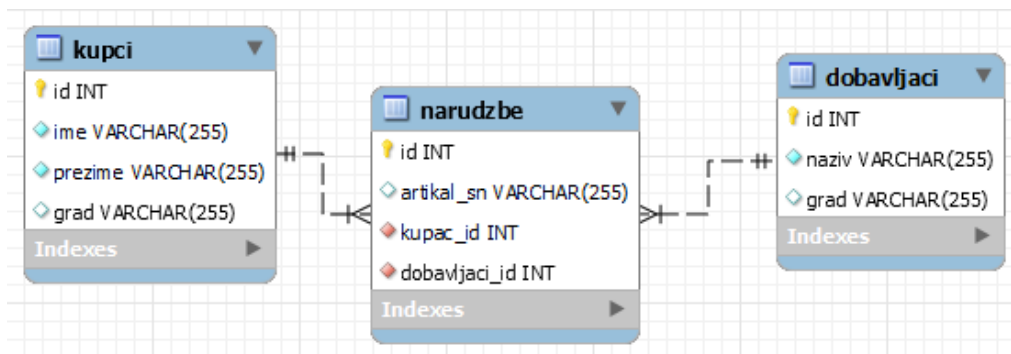 kupci
id INT
ime VARCHAR(255)
prezime VARCHAR(255)
grad VARCHAR(255)
Indexes
narudzbe
id INT
artikal_sn VARCHAR(255)
kupac_id INT
dobavljaci_id INT
Indexes
dobavljaci
id INT
naziv VARCHAR(255)
grad VARCHAR(255)
Indexes